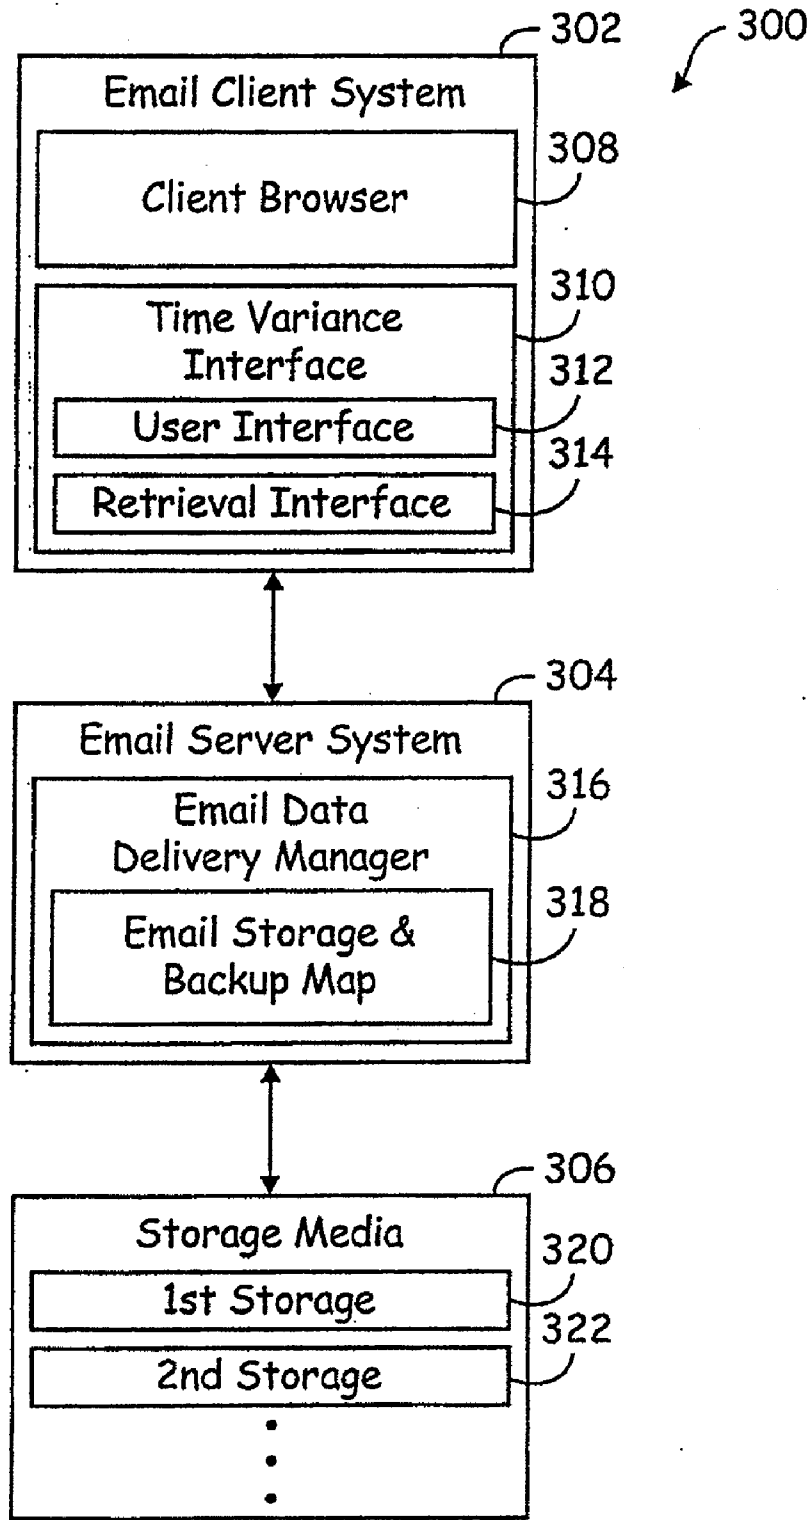 302
300
Email Client System
308
Client Browser
310
Time Variance
Interface
312
User Interface
314
Retrieval Interface
304
Email Server System
316
Email Data
Delivery Manager
318
Email Storage &
Backup Map
306
Storage Media
320
1st Storage
322
2nd Storage